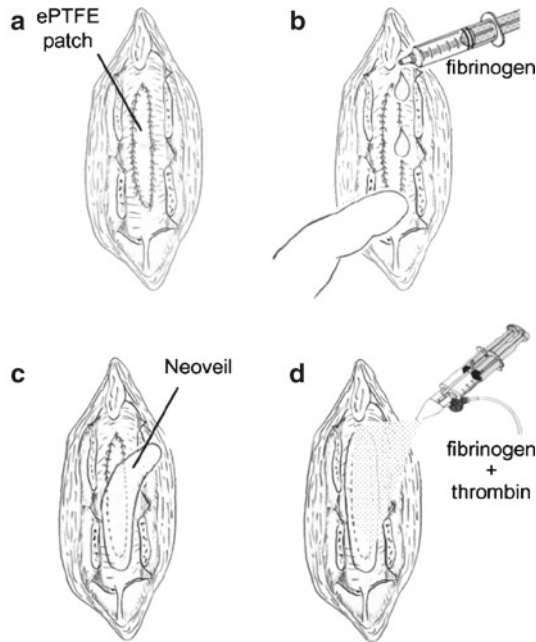 a
ePTFE
patch
b
fibrinogen
c
Neoveil
d
fibrinogen
+
thrombin